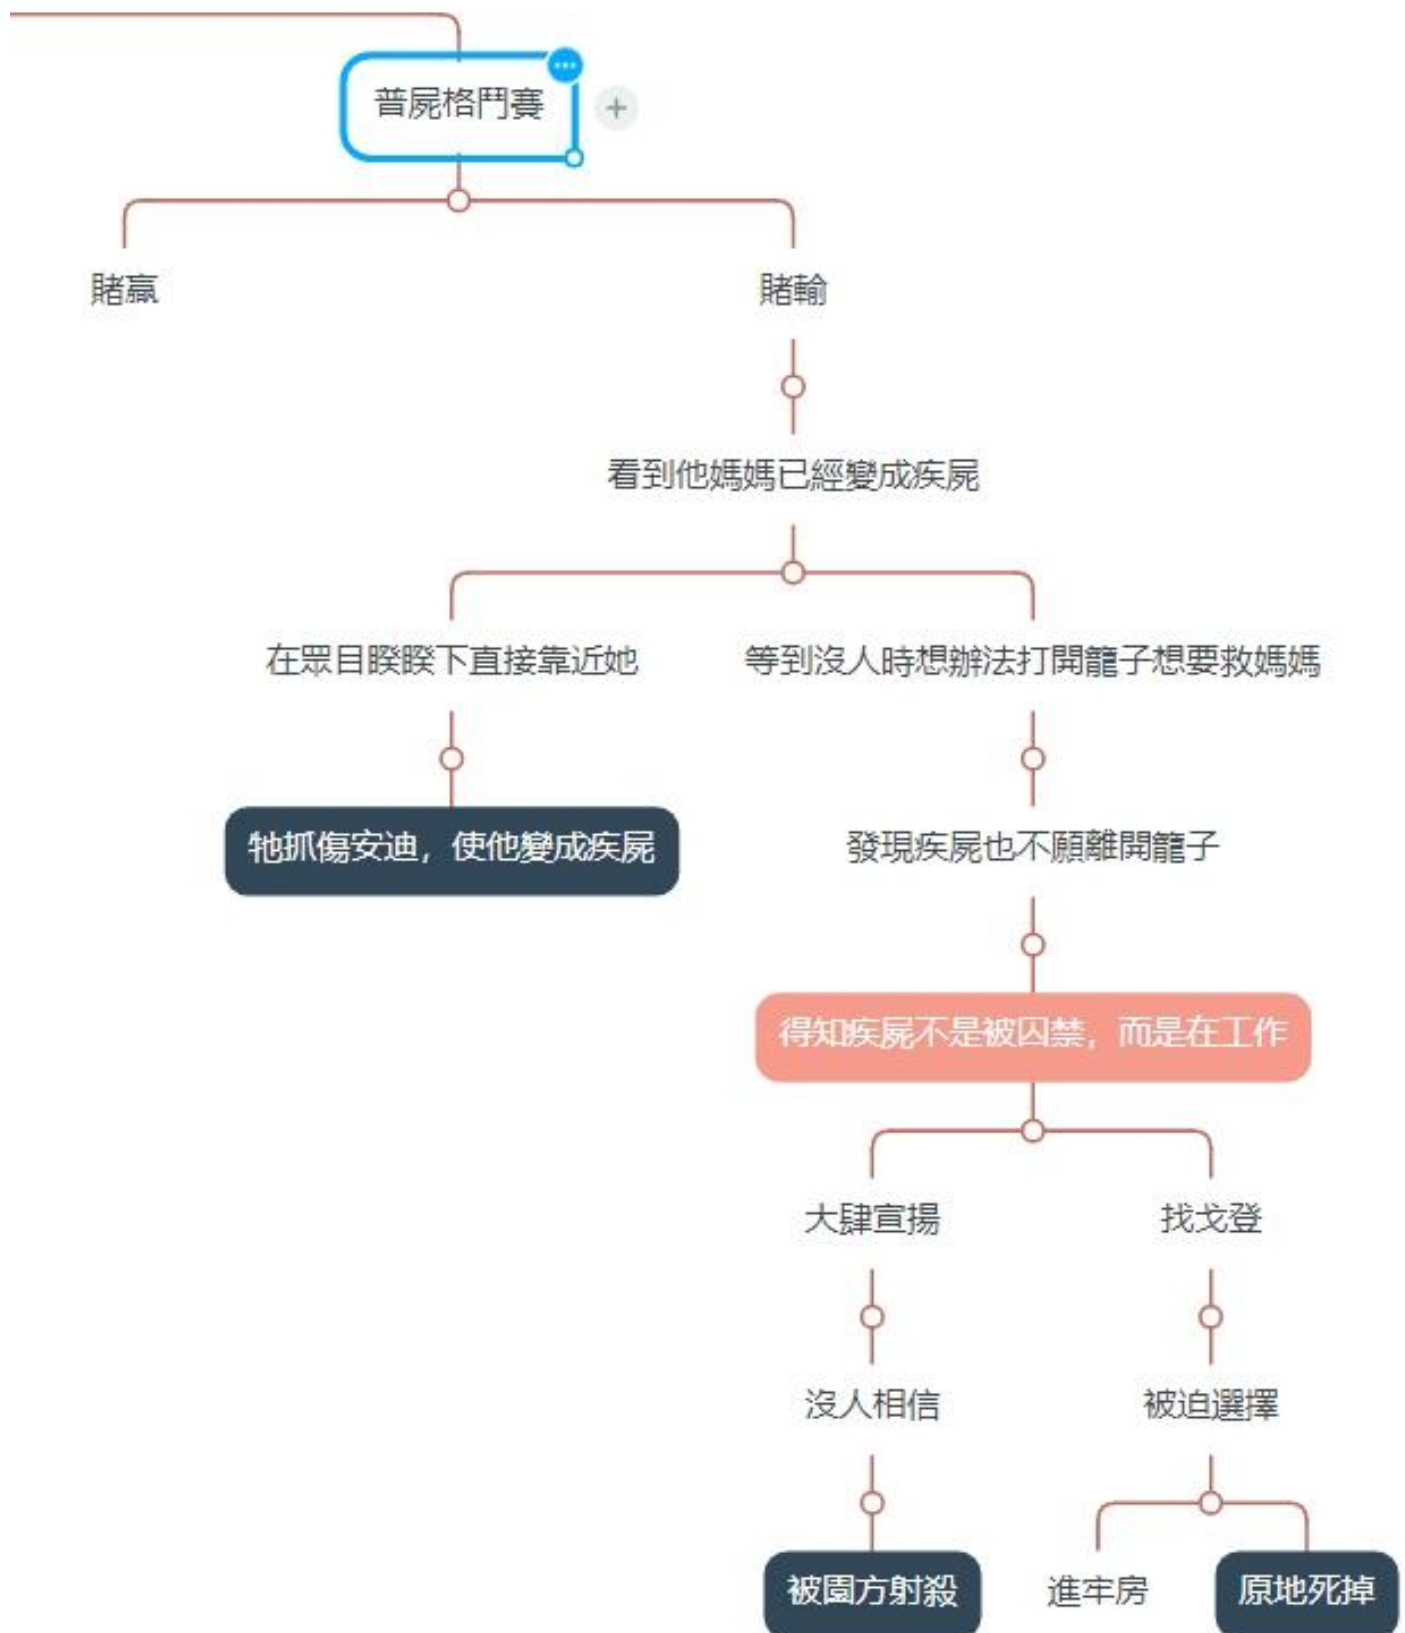 普屍格鬥賽
賭贏
賭輸
看到他媽媽已經變成疾屍
在眾目睽睽下直接靠近她
等到沒人時想辦法打開籠子想要救媽媽
牠抓傷安迪，使他變成疾屍
發現疾屍也不願離開籠子
得知疾屍不是被囚禁，而是在工作
大肆宣揚
找戈登
沒人相信
被迫選擇
被園方射殺
進牢房
原地死掉